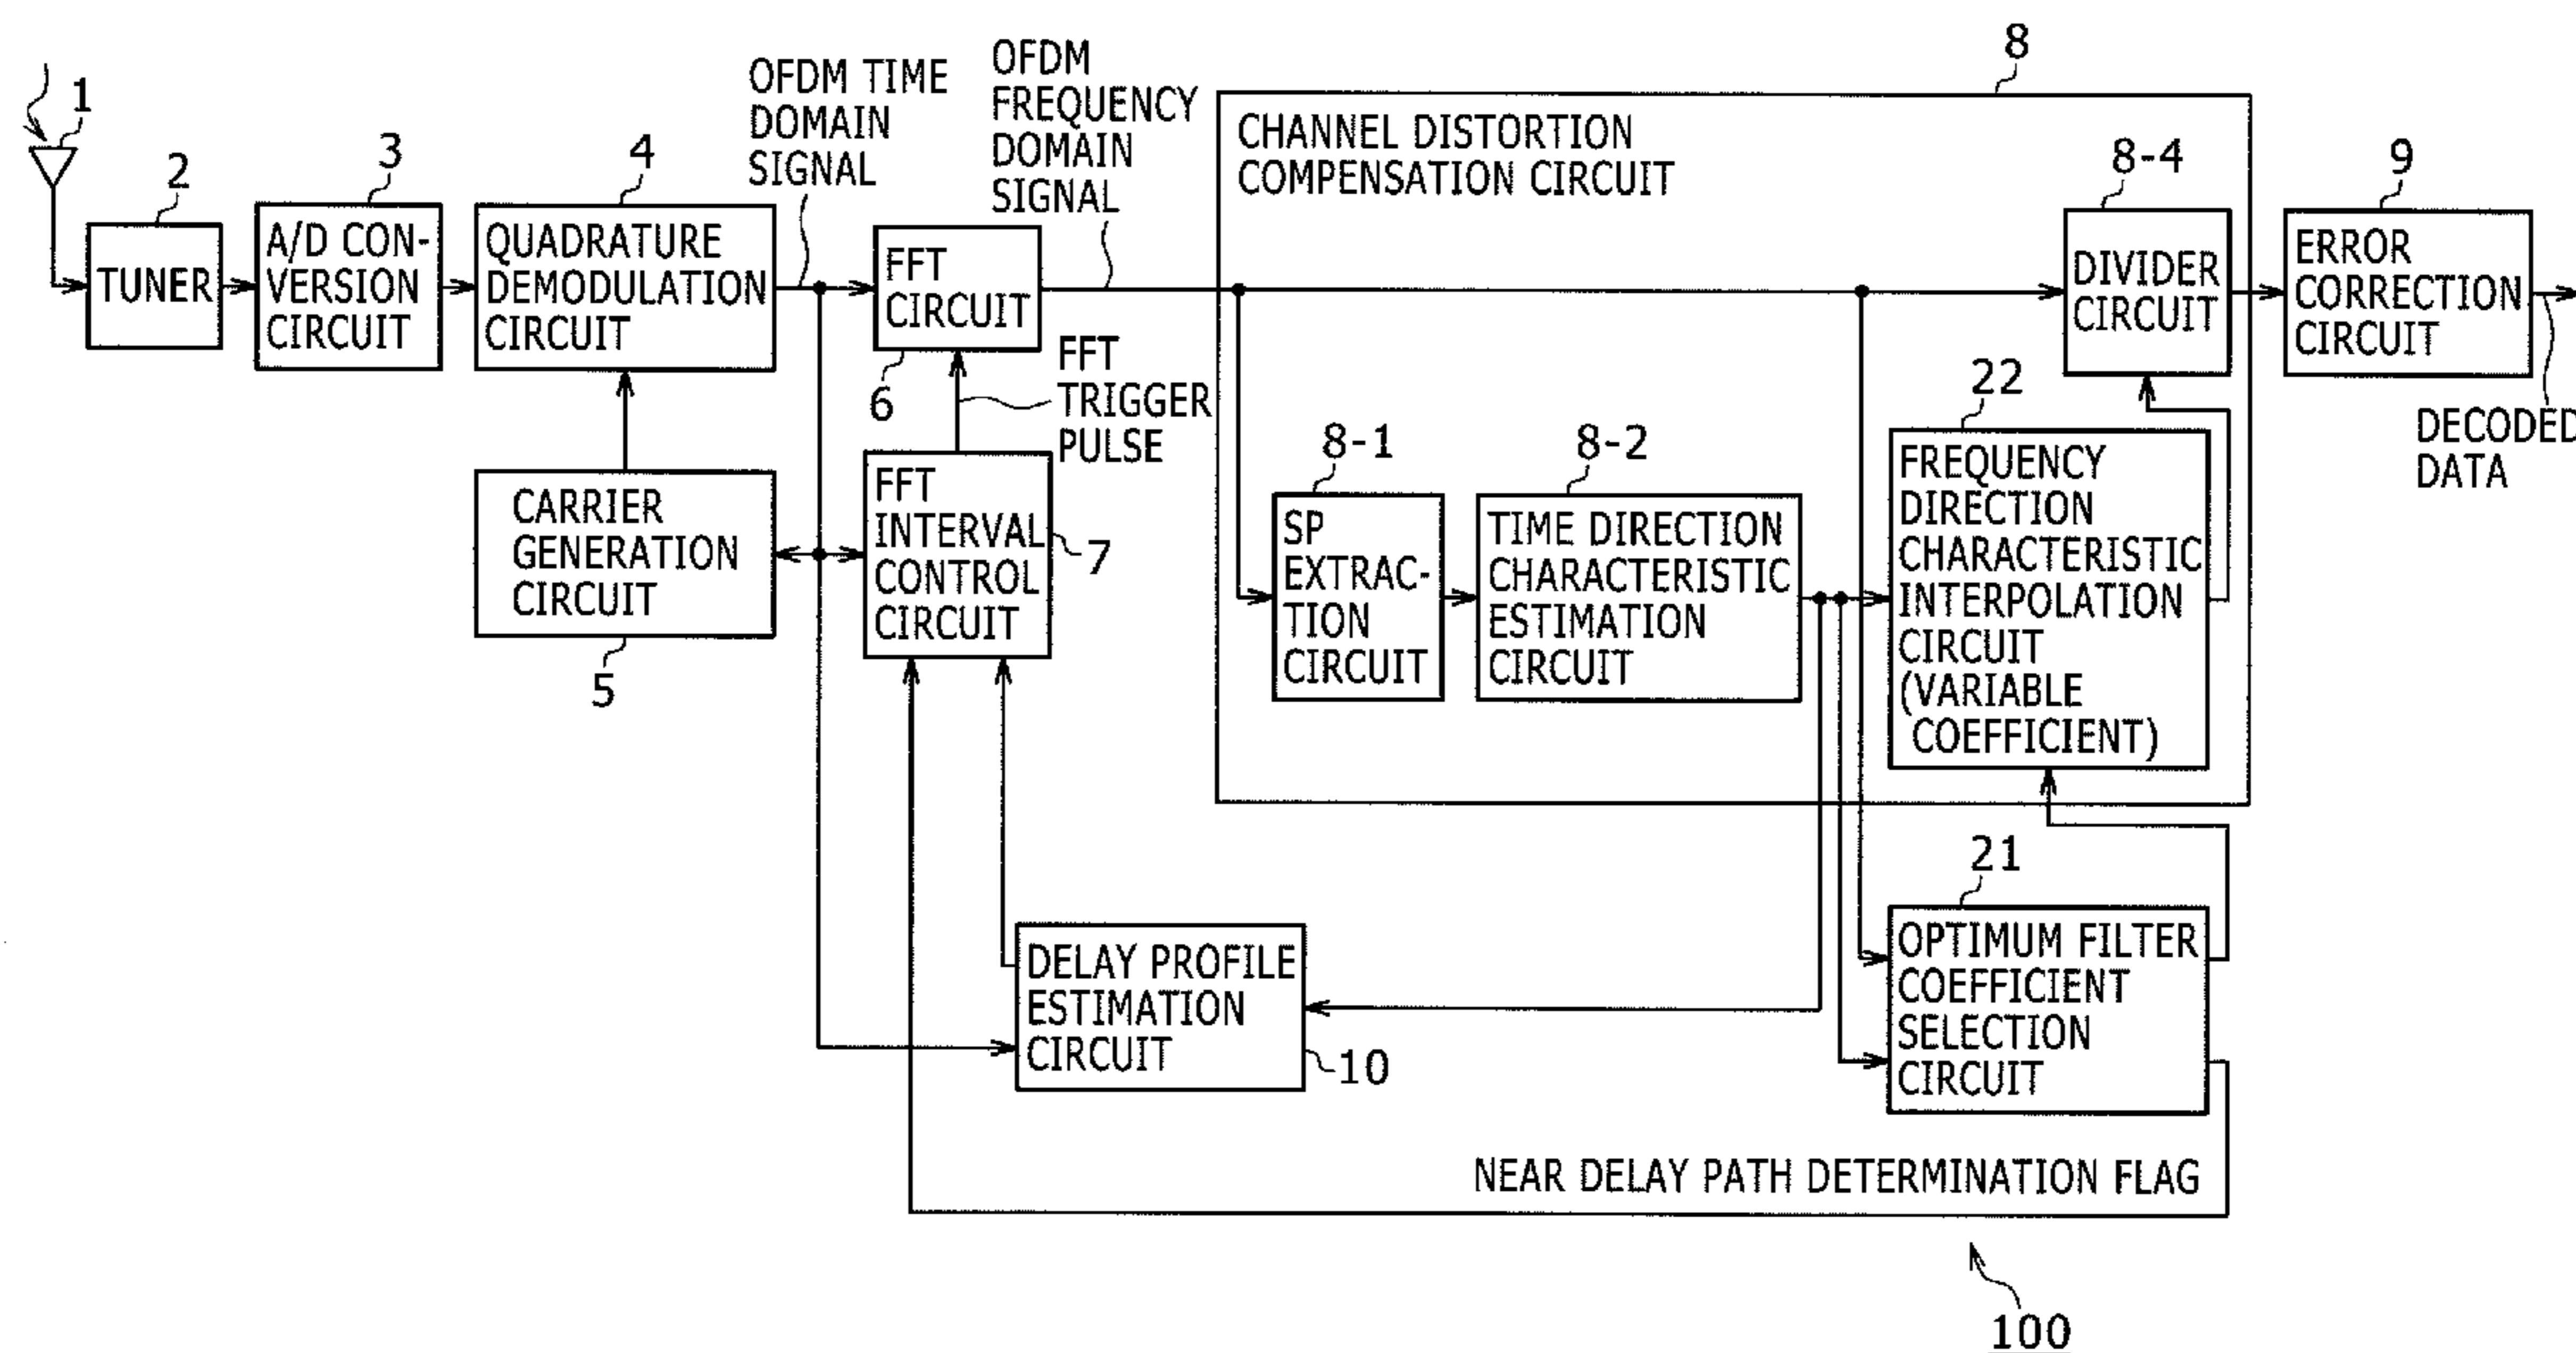 1
2
TUNER
3
A/D CON-
VERSION
CIRCUIT
4
QUADRATURE
DEMODULATION
CIRCUIT
OFDM TIME
DOMAIN
SIGNAL
OFDM
FREQUENCY
DOMAIN
SIGNAL
FFT
CIRCUIT
6
FFT
TRIGGER
PULSE
CARRIER
GENERATION
CIRCUIT
5
FFT
INTERVAL
CONTROL
CIRCUIT
7
8
CHANNEL DISTORTION
COMPENSATION CIRCUIT
8-1
SP
EXTRAC-
TION
CIRCUIT
8-2
TIME DIRECTION
CHARACTERISTIC
ESTIMATION
CIRCUIT
8-4
DIVIDER
CIRCUIT
22
FREQUENCY
DIRECTION
CHARACTERISTIC
INTERPOLATION
CIRCUIT
(VARIABLE
COEFFICIENT)
9
ERROR
CORRECTION
CIRCUIT
DECODED
DATA
DELAY PROFILE
ESTIMATION
CIRCUIT
10
21
OPTIMUM FILTER
COEFFICIENT
SELECTION
CIRCUIT
NEAR DELAY PATH DETERMINATION FLAG
100